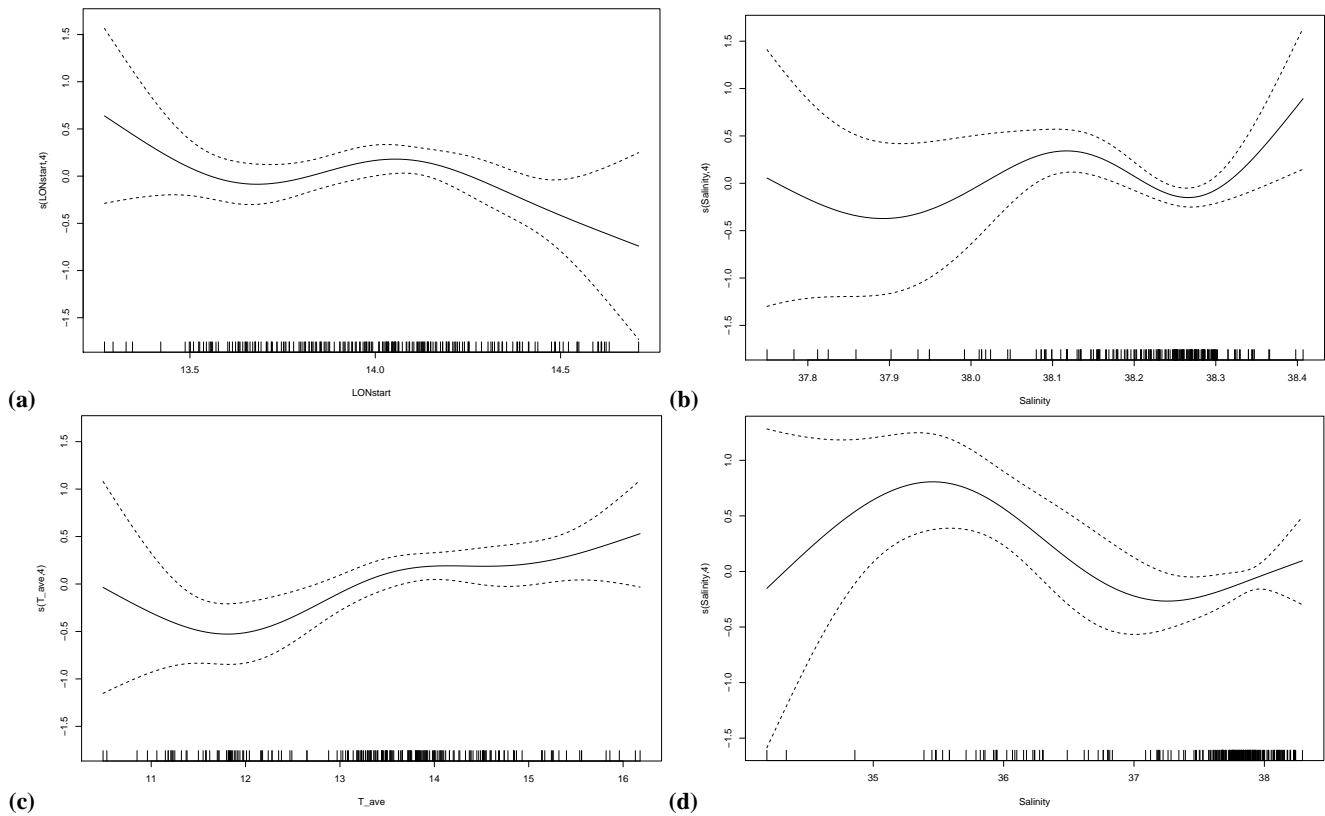 1.5
1.0
0.5
0.0
−0.5
−1.0
−1.5
s(LONstart,4)
13.5 14.0 14.5
LONstart
(a)
1.5
1.0
0.5
0.0
−0.5
−1.0
−1.5
s(Salinity,4)
37.8 37.9 38.0 38.1 38.2 38.3 38.4
Salinity
(b)
1.5
1.0
0.5
0.0
−0.5
−1.0
−1.5
s(T_ave,4)
11 12 13 14 15 16
T_ave
(c)
1.0
0.5
0.0
−0.5
−1.0
−1.5
s(Salinity,4)
35 36 37 38
Salinity
(d)